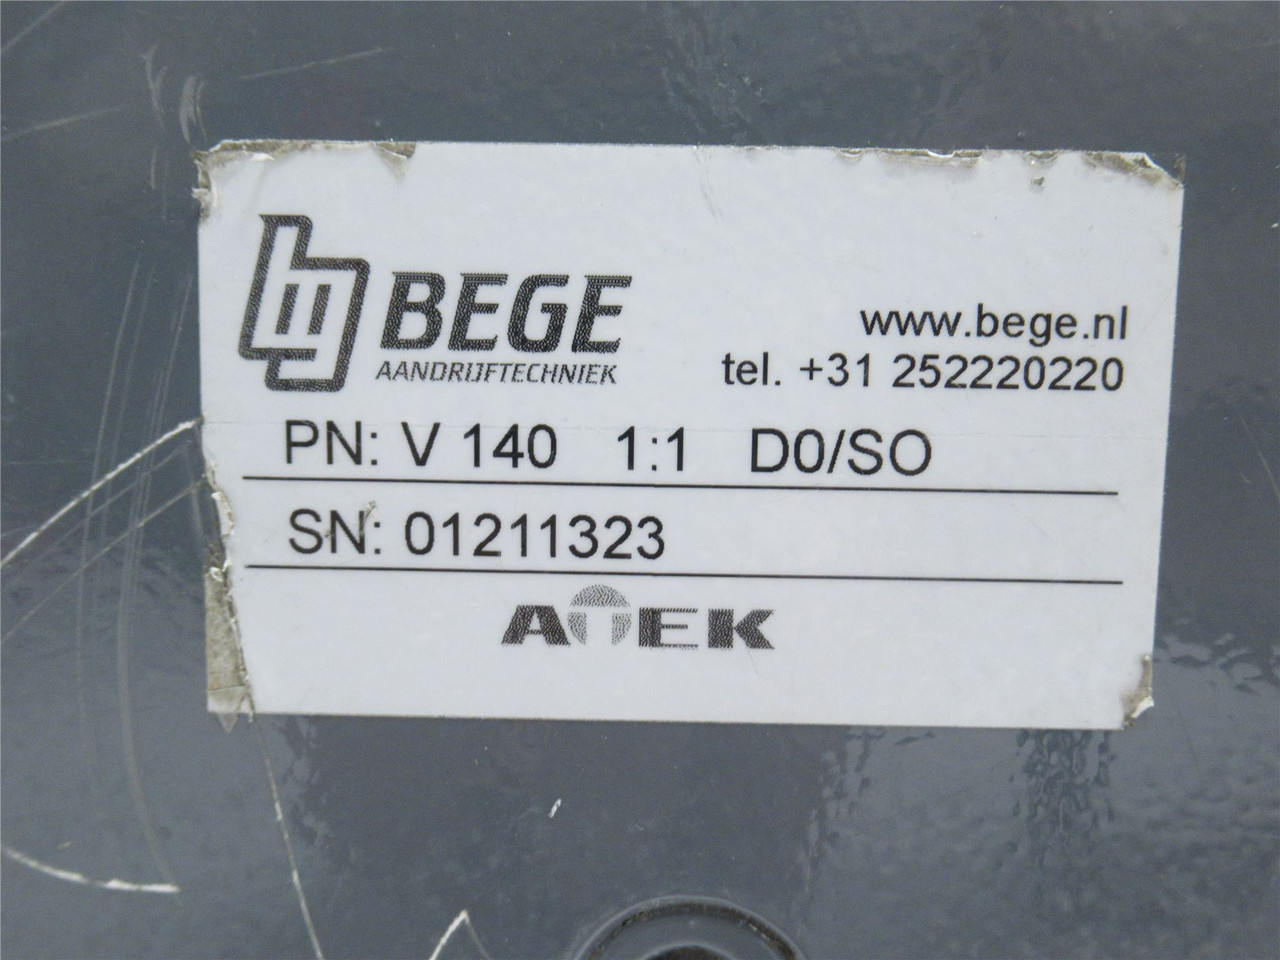 BEGE
AANDRIJFTECHNIEK
www.bege.nl
tel. +31 252220220
PN: V 140 1:1 D0/SO
SN: 01211323
ATEK